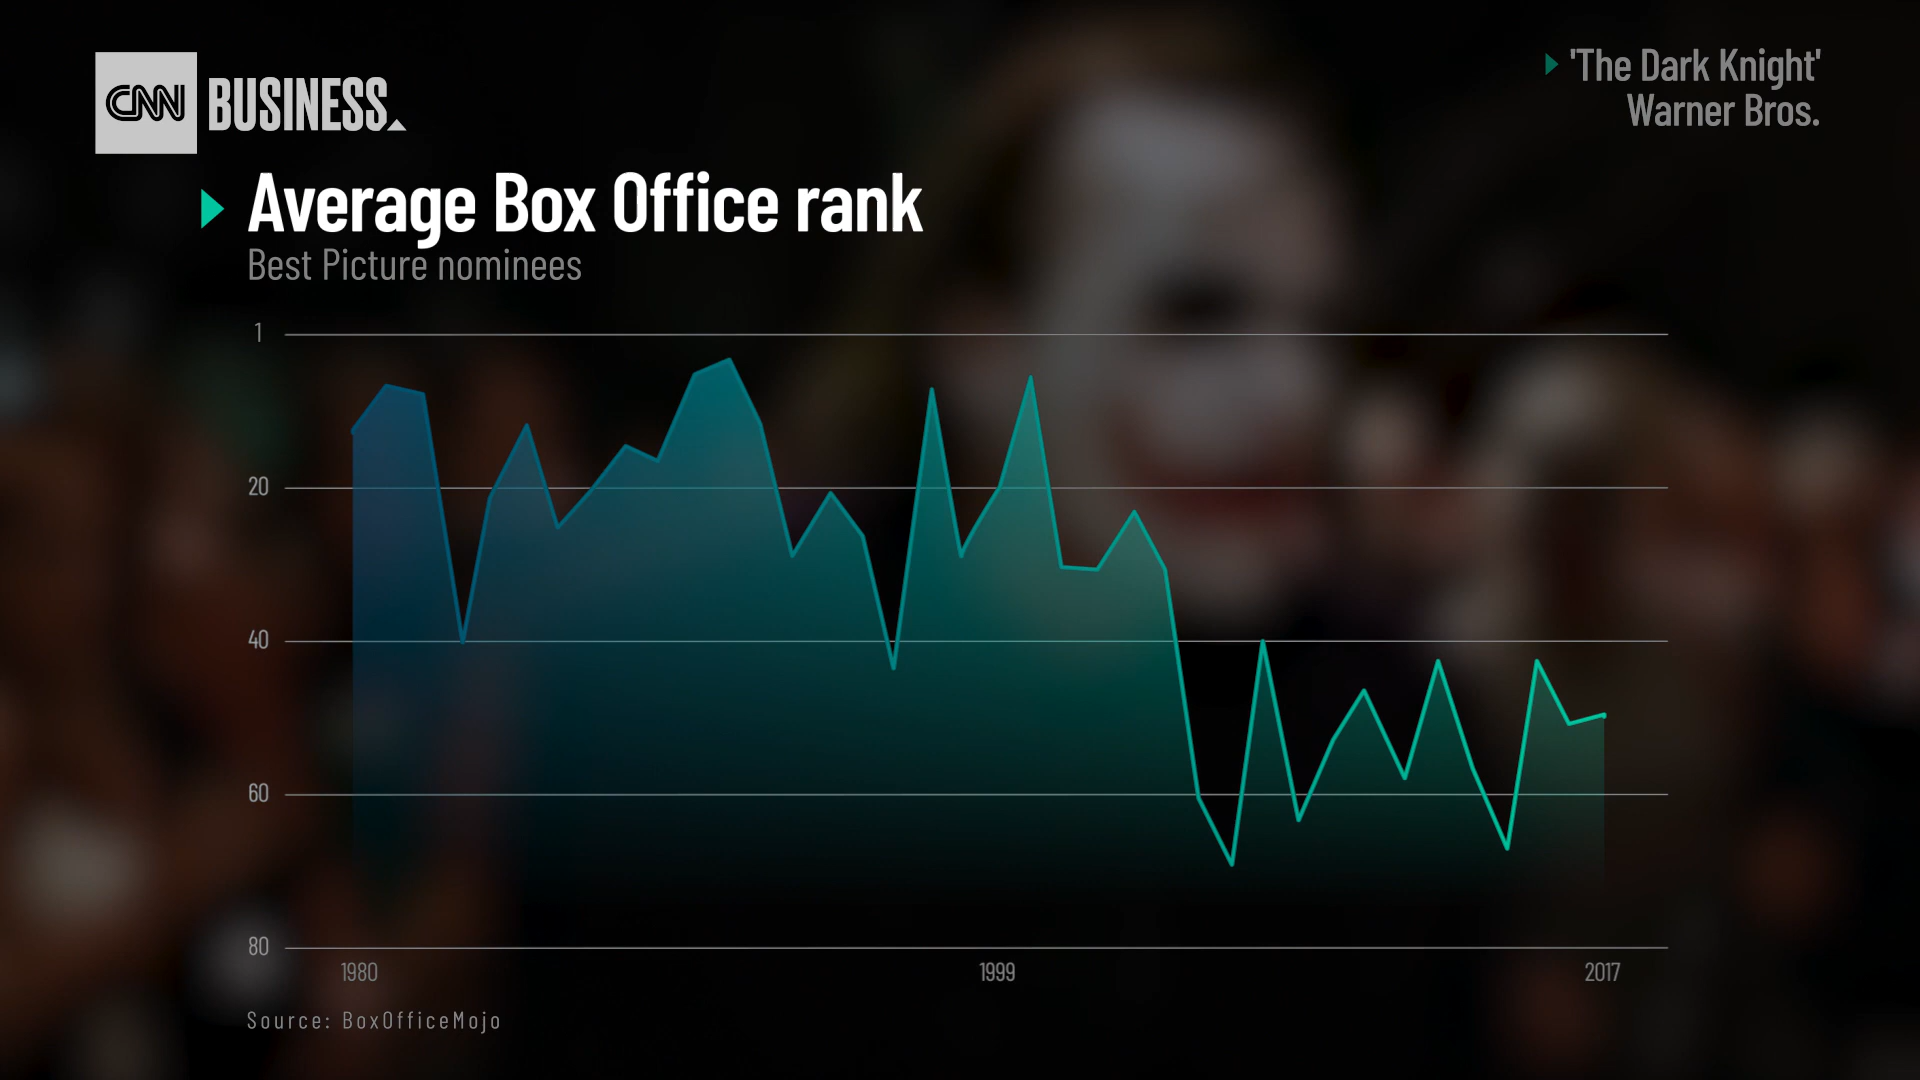 CNN BUSINESS
'The Dark Knight'
Warner Bros.
Average Box Office rank
Best Picture nominees
1
20
40
60
80
1980 1999 2017
Source: BoxOfficeMojo